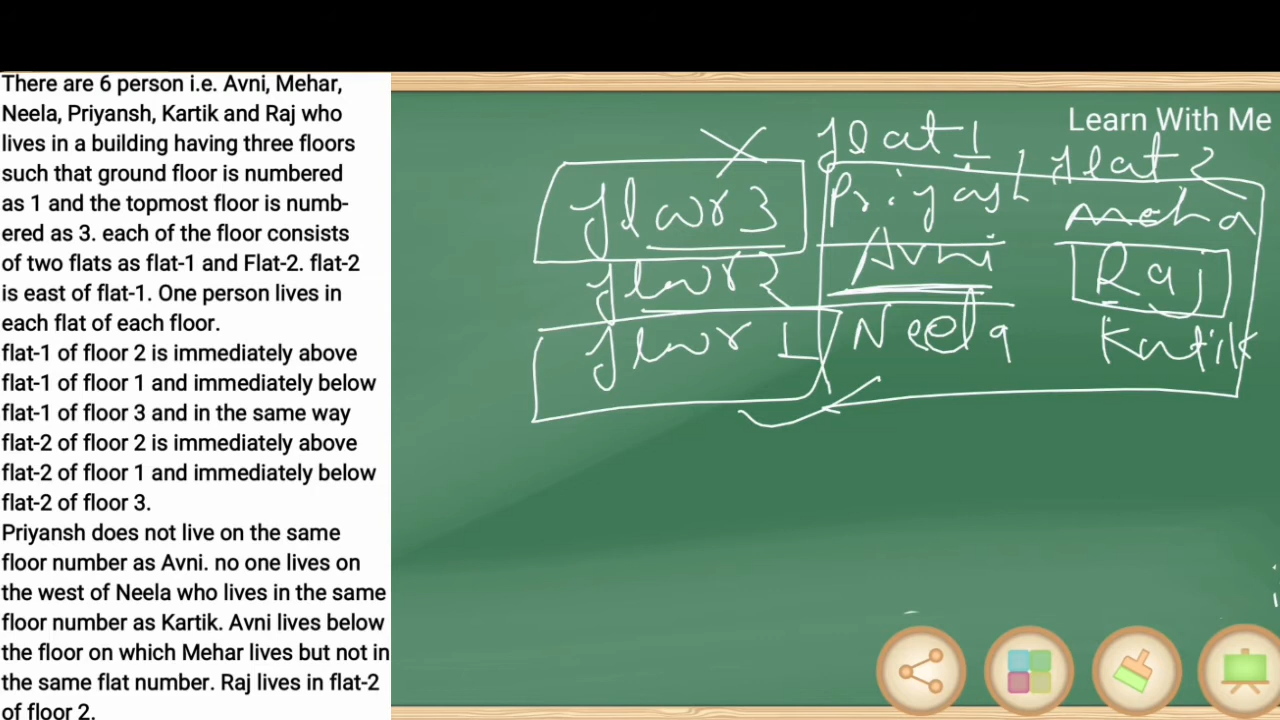 There are 6 person i.e. Avni, Mehar,
Neela, Priyansh, Kartik and Raj who
lives in a building having three floors
such that ground floor is numbered
as 1 and the topmost floor is numb-
ered as 3. each of the floor consists
of two flats as flat-1 and Flat-2. flat-2
is east of flat-1. One person lives in
each flat of each floor.
flat-1 of floor 2 is immediately above
flat-1 of floor 1 and immediately below
flat-1 of floor 3 and in the same way
flat-2 of floor 2 is immediately above
flat-2 of floor 1 and immediately below
flat-2 of floor 3.
Priyansh does not live on the same
floor number as Avni. no one lives on
the west of Neela who lives in the same
floor number as Kartik. Avni lives below
the floor on which Mehar lives but not in
the same flat number. Raj lives in flat-2
of floor 2.
Learn With Me
flat 1 flat 2
3
2 Avni Raj
1 Neela